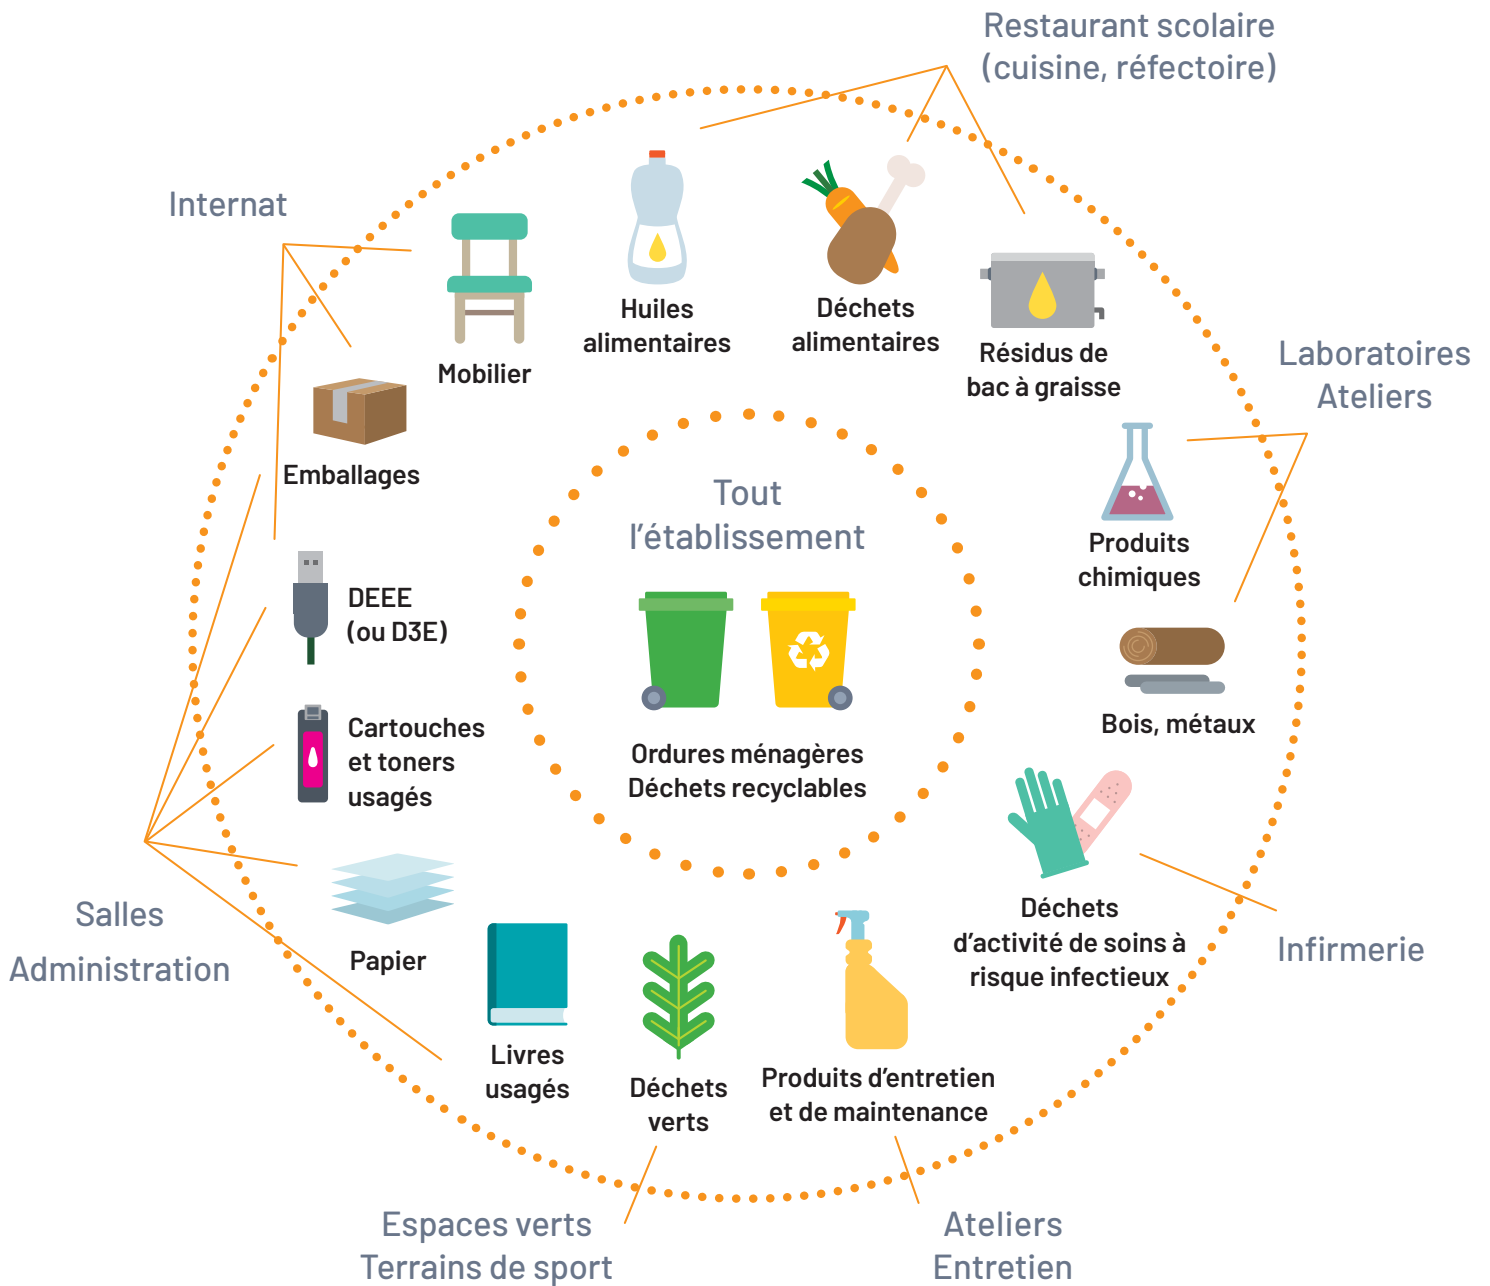 Restaurant scolaire
(cuisine, réfectoire)
Internat
Huiles
alimentaires
Déchets
alimentaires
Résidus de
bac à graisse
Mobilier
Laboratoires
Ateliers
Emballages
Tout
l'établissement
Produits
chimiques
DEEE
(ou D3E)
Cartouches
et toners
usagés
Bois, métaux
Ordures ménagères
Déchets recyclables
Salles
Administration
Papier
Déchets
d'activité de soins à
risque infectieux
Infirmerie
Livres
usagés
Déchets
verts
Produits d'entretien
et de maintenance
Espaces verts
Terrains de sport
Ateliers
Entretien